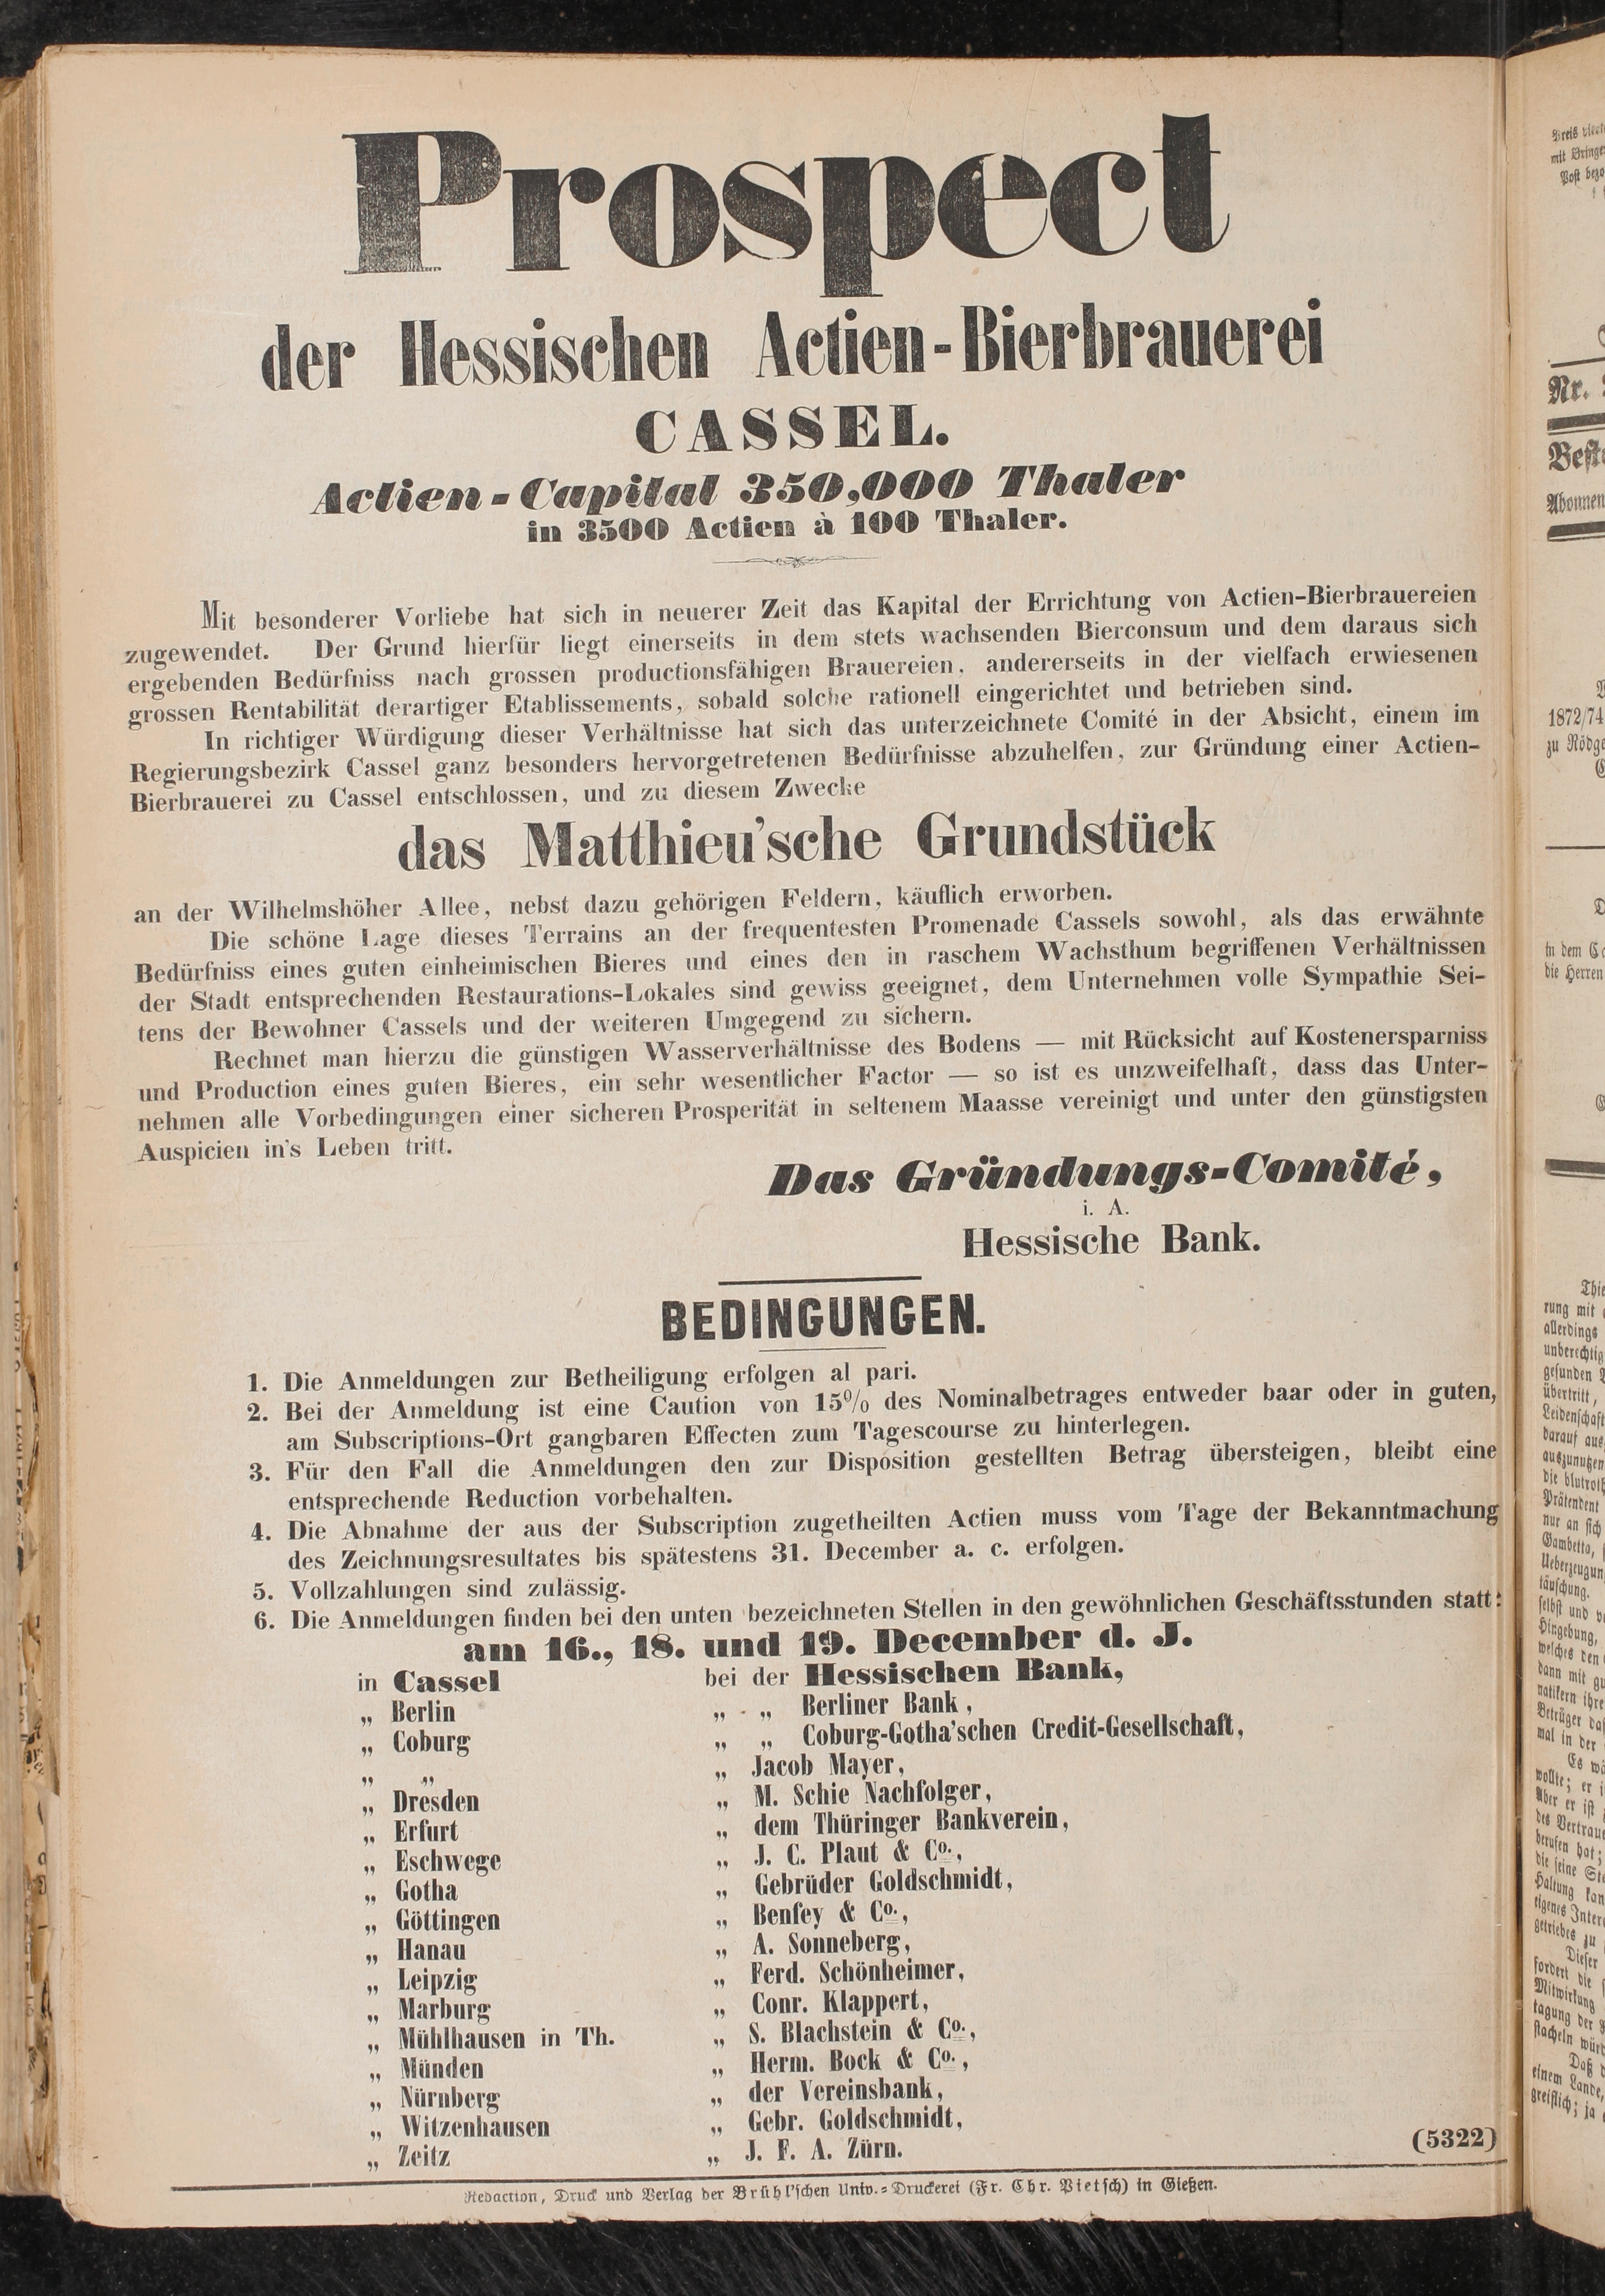 Prospect
der Hessischen Actien-Bierbrauerei
CASSEL.
Actien-Capital 350,000 Thaler
in 3500 Actien à 100 Thaler.
Mit besonderer Vorliebe hat sich in neuerer Zeit das Kapital der Errichtung von Actien-Bierbrauereien
zugewendet. Der Grund hierfür liegt einerseits in dem stets wachsenden Bierconsum und dem daraus sich
ergebenden Bedürfniss nach grossen productionsfähigen Brauereien, andererseits in der vielfach erwiesenen
grossen Rentabilität derartiger Etablissements, sobald solche rationell eingerichtet und betrieben sind.
In richtiger Würdigung dieser Verhältnisse hat sich das unterzeichnete Comité in der Absicht, einem im
Regierungsbezirk Cassel ganz besonders hervorgetretenen Bedürfnisse abzuhelfen, zur Gründung einer Actien-
Bierbrauerei zu Cassel entschlossen, und zu diesem Zwecke
das Matthieu'sche Grundstück
an der Wilhelmshöher Allee, nebst dazu gehörigen Feldern, käuflich erworben.
Die schöne Lage dieses Terrains an der frequentesten Promenade Cassels sowohl, als das erwähnte
Bedürfniss eines guten einheimischen Bieres und eines den in raschem Wachsthum begriffenen Verhältnissen
der Stadt entsprechenden Restaurations-Lokales sind gewiss geeignet, dem Unternehmen volle Sympathie Sei-
tens der Bewohner Cassels und der weiteren Umgegend zu sichern.
Rechnet man hierzu die günstigen Wasserverhältnisse des Bodens — mit Rücksicht auf Kostenersparniss
und Production eines guten Bieres, ein sehr wesentlicher Factor — so ist es unzweifelhaft, dass das Unter-
nehmen alle Vorbedingungen einer sicheren Prosperität in seltenem Maasse vereinigt und unter den günstigsten
Auspicien in's Leben tritt.
Das Gründungs-Comité,
i. A.
Hessische Bank.
BEDINGUNGEN.
1. Die Anmeldungen zur Betheiligung erfolgen al pari.
2. Bei der Anmeldung ist eine Caution von 15% des Nominalbetrages entweder baar oder in guten,
am Subscriptions-Ort gangbaren Effecten zum Tagescourse zu hinterlegen.
3. Für den Fall die Anmeldungen den zur Disposition gestellten Betrag übersteigen, bleibt eine
entsprechende Reduction vorbehalten.
4. Die Abnahme der aus der Subscription zugetheilten Actien muss vom Tage der Bekanntmachung
des Zeichnungsresultates bis spätestens 31. December a. c. erfolgen.
5. Vollzahlungen sind zulässig.
6. Die Anmeldungen finden bei den unten bezeichneten Stellen in den gewöhnlichen Geschäftsstunden statt:
am 16., 18. und 19. December d. J.
in Cassel bei der Hessischen Bank,
„ Berlin „ „ Berliner Bank,
„ Coburg „ „ Coburg-Gotha'schen Credit-Gesellschaft,
„ „ „ Jacob Mayer,
„ Dresden „ M. Schie Nachfolger,
„ Erfurt „ dem Thüringer Bankverein,
„ Eschwege „ J. C. Plaut & Co.,
„ Gotha „ Gebrüder Goldschmidt,
„ Göttingen „ Benfey & Co.,
„ Hanau „ A. Sonneberg,
„ Leipzig „ Ferd. Schönheimer,
„ Marburg „ Conr. Klappert,
„ Mühlhausen in Th. „ S. Blachstein & Co.,
„ Münden „ Herm. Bock & Co.,
„ Nürnberg „ der Vereinsbank,
„ Witzenhausen „ Gebr. Goldschmidt,
„ Zeitz „ J. F. A. Zürn.
(5322)
Redaction, Druck und Verlag der Brühl'schen Univ.-Druckerei (Fr. Chr. Pietsch) in Gießen.